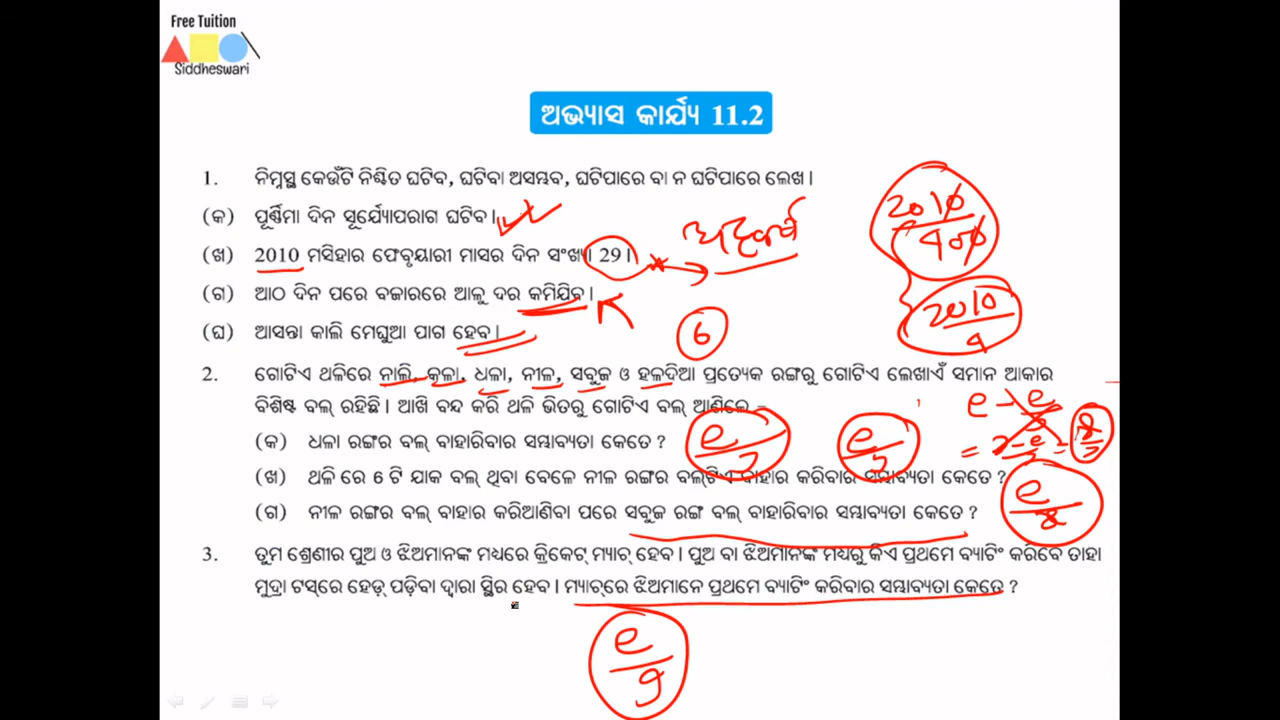 Free Tuition
Siddheswari
ଅଭ୍ୟାସ କାର୍ଯ୍ୟ 11.2
1. ନିମ୍ନସ୍ଥ କେଉଁଟି ନିଶ୍ଚିତ ଘଟିବ, ଘଟିବା ଅସମ୍ଭବ, ଘଟିପାରେ ବା ନ ଘଟିପାରେ ଲେଖ।
(କ) ପୂର୍ଣ୍ଣିମା ଦିନ ସୂର୍ଯ୍ୟୋପରାଗ ଘଟିବ।
(ଖ) 2010 ମସିହାର ଫେବୃୟାରୀ ମାସର ଦିନ ସଂଖ୍ୟା 29।
(ଗ) ଆଠ ଦିନ ପରେ ବଜାରରେ ଆଳୁ ଦର କମିଯିବ।
(ଘ) ଆସନ୍ତା କାଲି ମେଘୁଆ ପାଗ ହେବ।
6
2010
400
2010
4
2. ଗୋଟିଏ ଥଳିରେ ନାଲି, କଳା, ଧଳା, ନୀଳ, ସବୁଜ ଓ ହଳଦିଆ ପ୍ରତ୍ୟେକ ରଙ୍ଗରୁ ଗୋଟିଏ ଲେଖାଏଁ ସମାନ ଆକାର
ବିଶିଷ୍ଟ ବଲ୍ ରହିଛି। ଆଖି ବନ୍ଦ କରି ଥଳି ଭିତରୁ ଗୋଟିଏ ବଲ୍ ଆଣିଲେ –
(କ) ଧଳା ରଙ୍ଗର ବଲ୍ ବାହାରିବାର ସମ୍ଭାବ୍ୟତା କେତେ ?
(ଖ) ଥଳି ରେ 6 ଟି ଯାକ ବଲ୍ ଥିବା ବେଳେ ନୀଳ ରଙ୍ଗର ବଲ୍‌ଟିଏ ବାହାର କରିବାର ସମ୍ଭାବ୍ୟତା କେତେ ?
(ଗ) ନୀଳ ରଙ୍ଗର ବଲ୍ ବାହାର କରିଆଣିବା ପରେ ସବୁଜ ରଙ୍ଗ ବଲ୍ ବାହାରିବାର ସମ୍ଭାବ୍ୟତା କେତେ ?
3. ତୁମ ଶ୍ରେଣୀର ପୁଅ ଓ ଝିଅମାନଙ୍କ ମଧ୍ୟରେ କ୍ରିକେଟ୍ ମ୍ୟାଚ୍ ହେବ। ପୁଅ ବା ଝିଅମାନଙ୍କ ମଧ୍ୟରୁ କିଏ ପ୍ରଥମେ ବ୍ୟାଟିଂ କରିବେ ତାହା
ମୁଦ୍ରା ଟସ୍‌ରେ ହେଡ୍ ପଡ଼ିବା ଦ୍ୱାରା ସ୍ଥିର ହେବ। ମ୍ୟାଚ୍‌ରେ ଝିଅମାନେ ପ୍ରଥମେ ବ୍ୟାଟିଂ କରିବାର ସମ୍ଭାବ୍ୟତା କେତେ ?